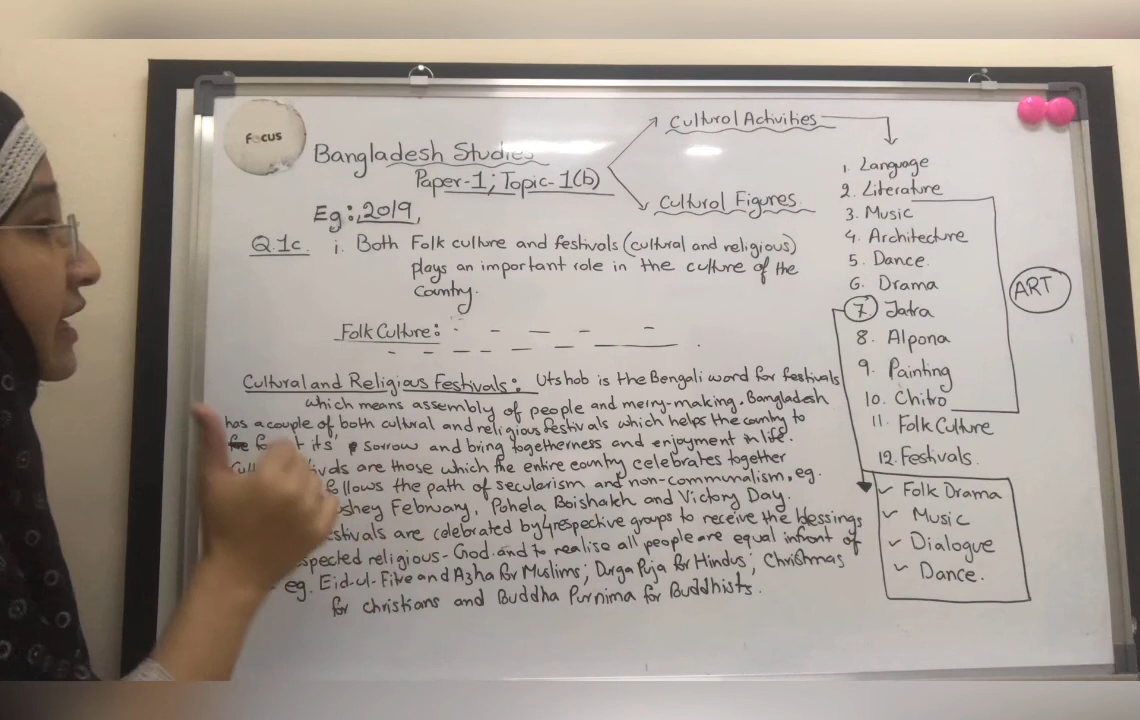 Focus
Bangladesh Studies
Paper-1; Topic-1(b)
Cultural Activities
Cultural Figures
Eg:, 2019,
Q.1c. i. Both Folk culture and festivals (cultural and religious)
plays an important role in the culture of the
country.
Folk Culture:
Cultural and Religious Festivals: Utshob is the Bengali word for festivals
which means assembly of people and merry-making. Bangladesh
has a couple of both cultural and religious festivals which helps the country to
its' sorrow and bring togetherness and enjoyment in life.
are those which the entire country celebrates together
follows the path of secularism and non-communalism, eg.
February, Pohela Boishakh and Victory Day.
are celebrated by respective groups to receive the blessings
religious-God and to realise all people are equal infront of
eg. Eid-ul-Fitre and Azha for Muslims; Durga Puja for Hindus; Christmas
for christians and Buddha Purnima for Buddhists.
1. Language
2. Literature
3. Music
4. Architecture
5. Dance.
6. Drama
7. Jatra
8. Alpona
9. Painting
10. Chitro
11. Folk Culture
12. Festivals.
ART
Folk Drama
Music
Dialogue
Dance.